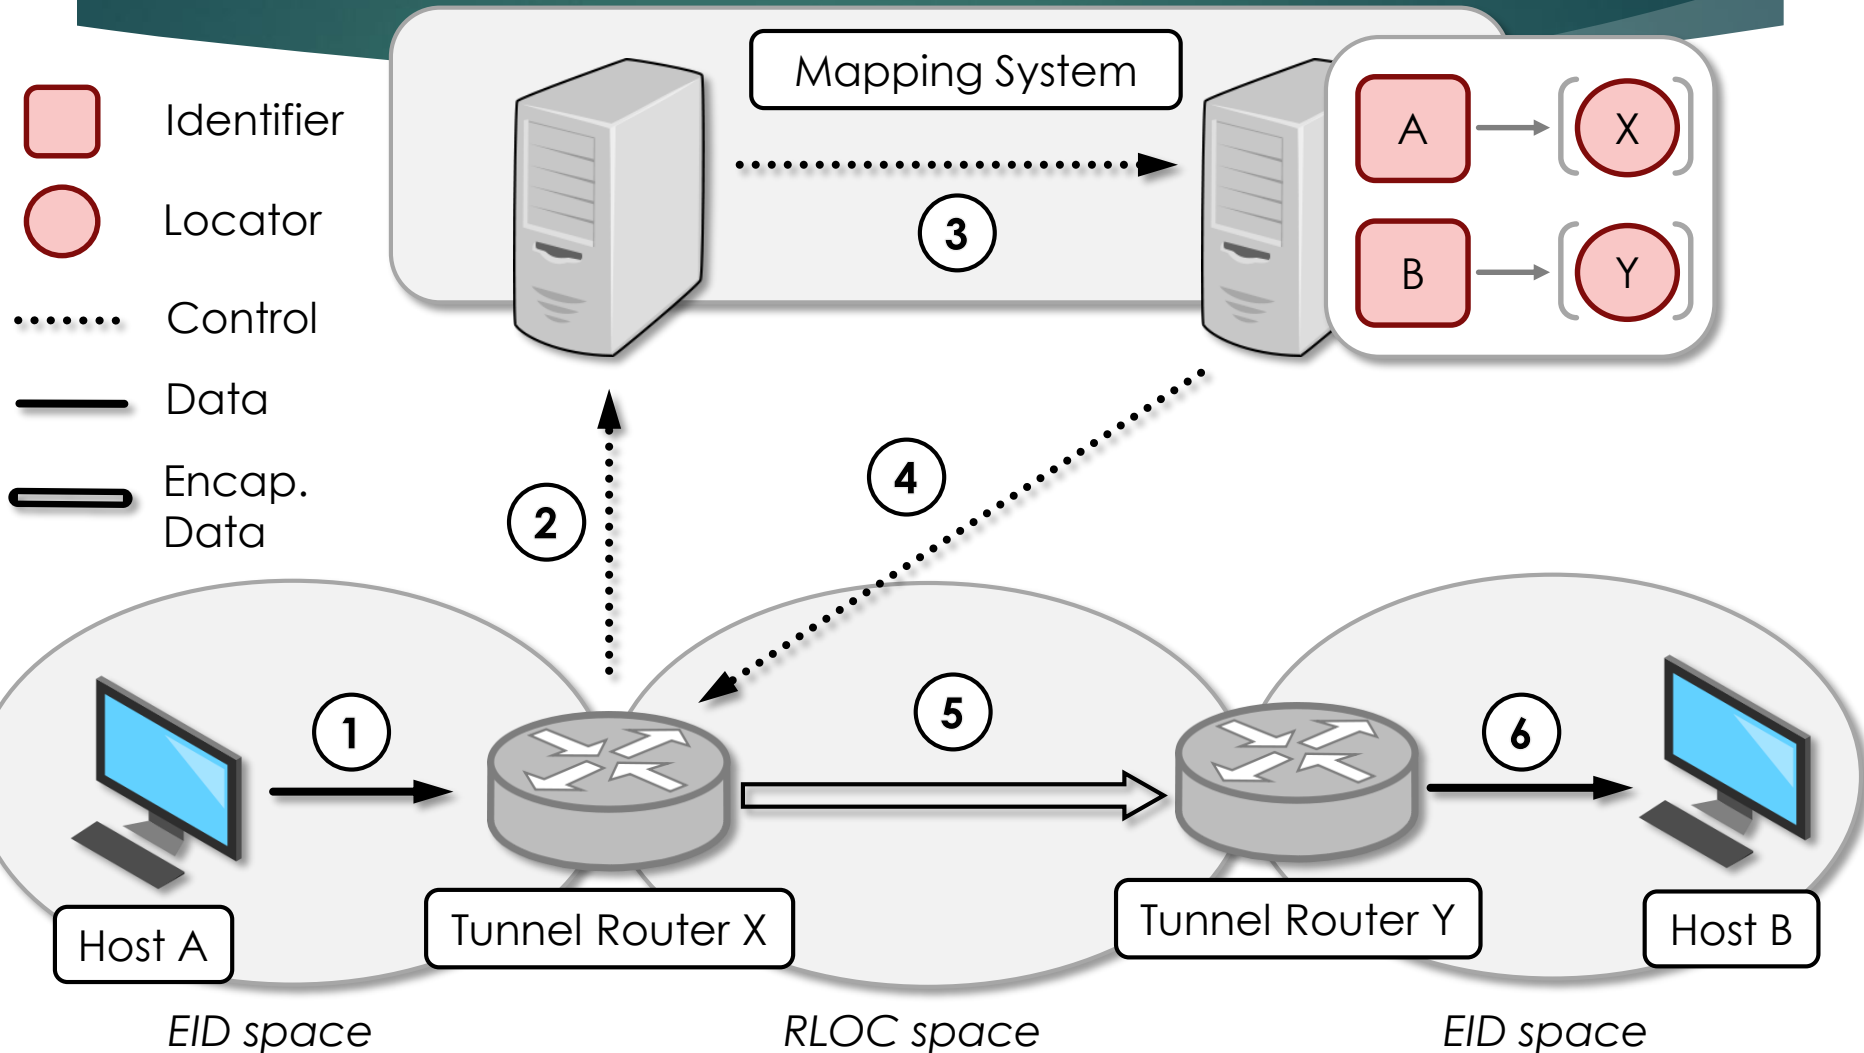 Mapping System
Identifier
A
X
Locator
3
B
Y
Control
Data
4
Encap.
Data
2
1
5
6
Host A
Tunnel Router X
Tunnel Router Y
Host B
EID space
RLOC space
EID space